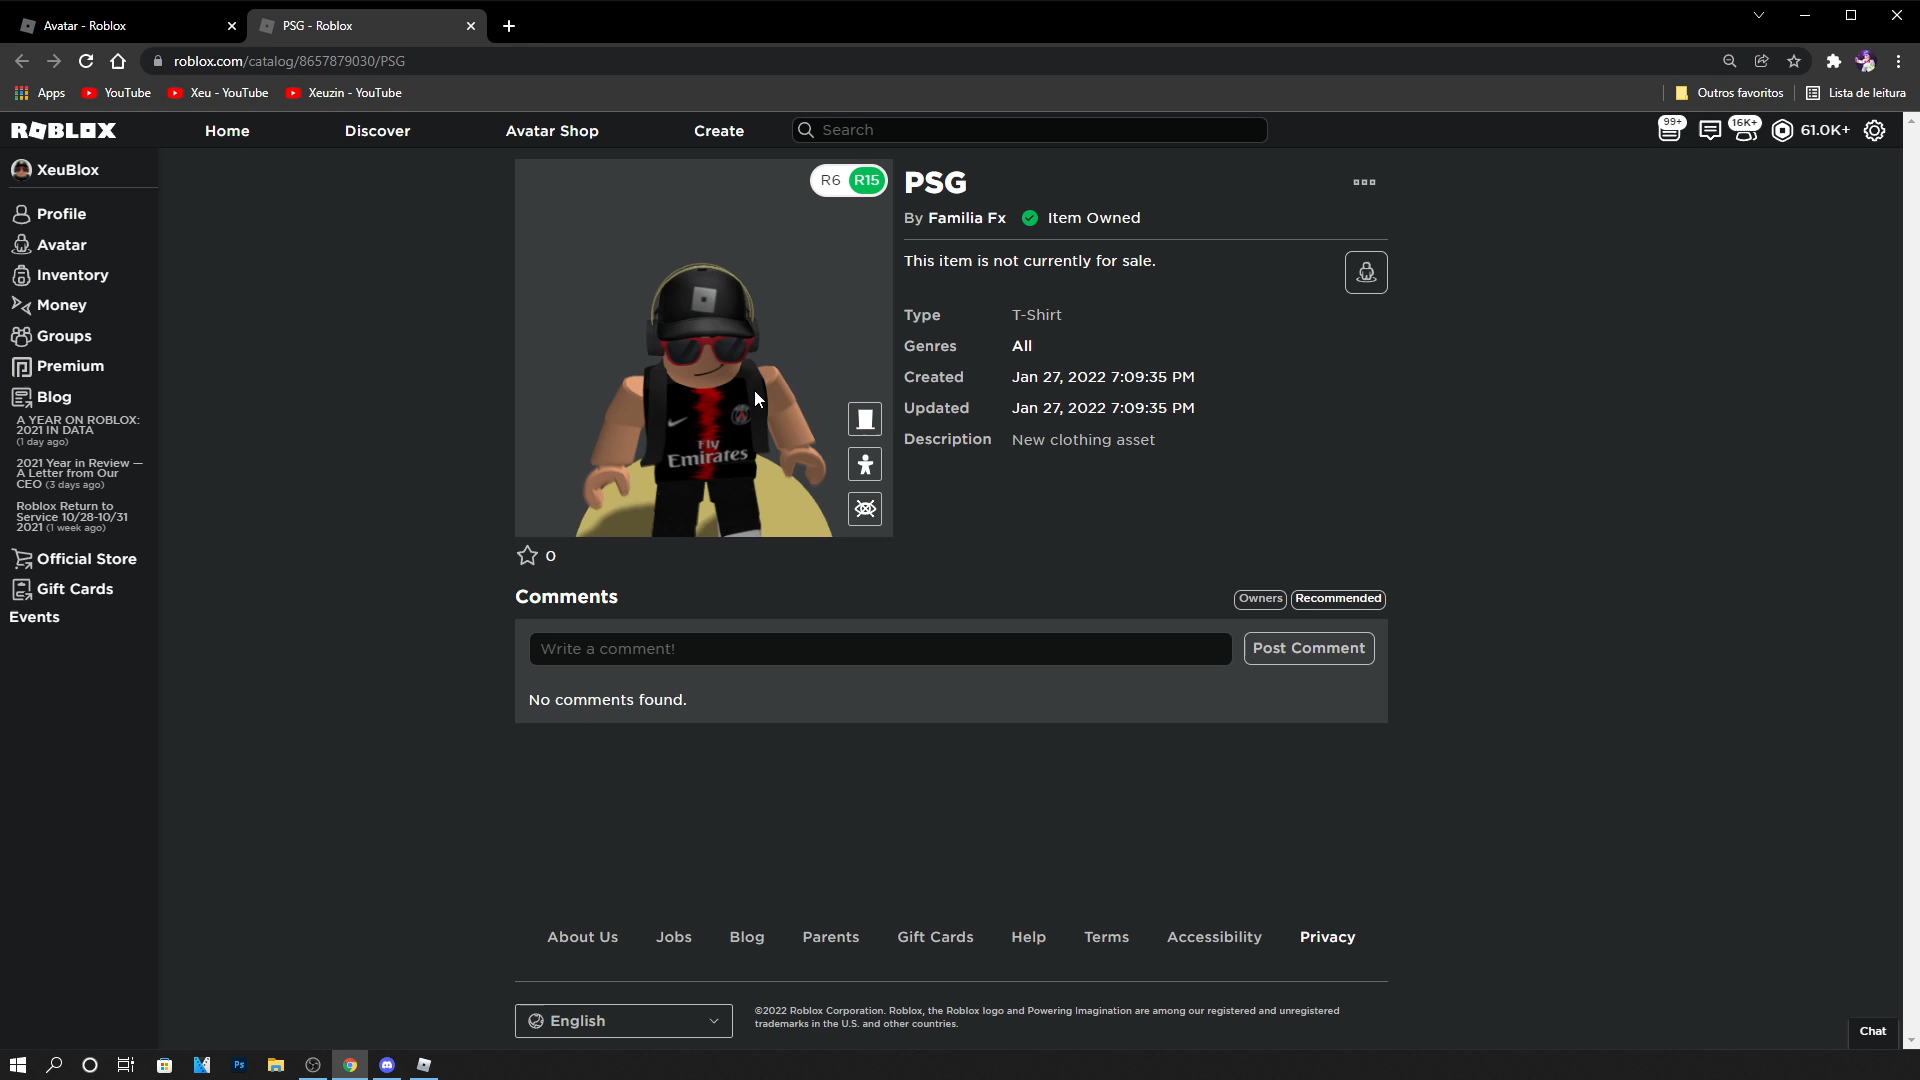 Avatar - Roblox
PSG - Roblox
roblox.com/catalog/8657879030/PSG
Apps
YouTube
Xeu - YouTube
Xeuzin - YouTube
Outros favoritos
Lista de leitura
ROBLOX
Home
Discover
Avatar Shop
Create
Search
99+
16K+
61.0K+
XeuBlox
Profile
Avatar
Inventory
Money
Groups
Premium
Blog
A YEAR ON ROBLOX:
2021 IN DATA
(1 day ago)
2021 Year in Review —
A Letter from Our
CEO (3 days ago)
Roblox Return to
Service 10/28-10/31
2021 (1 week ago)
Official Store
Gift Cards
Events
R6 R15
Fly
Emirates
PSG
By Familia Fx Item Owned
This item is not currently for sale.
Type T-Shirt
Genres All
Created Jan 27, 2022 7:09:35 PM
Updated Jan 27, 2022 7:09:35 PM
Description New clothing asset
0
Comments
Owners
Recommended
Write a comment!
Post Comment
No comments found.
About Us
Jobs
Blog
Parents
Gift Cards
Help
Terms
Accessibility
Privacy
English
©2022 Roblox Corporation. Roblox, the Roblox logo and Powering Imagination are among our registered and unregistered
trademarks in the U.S. and other countries.
Chat
Ps